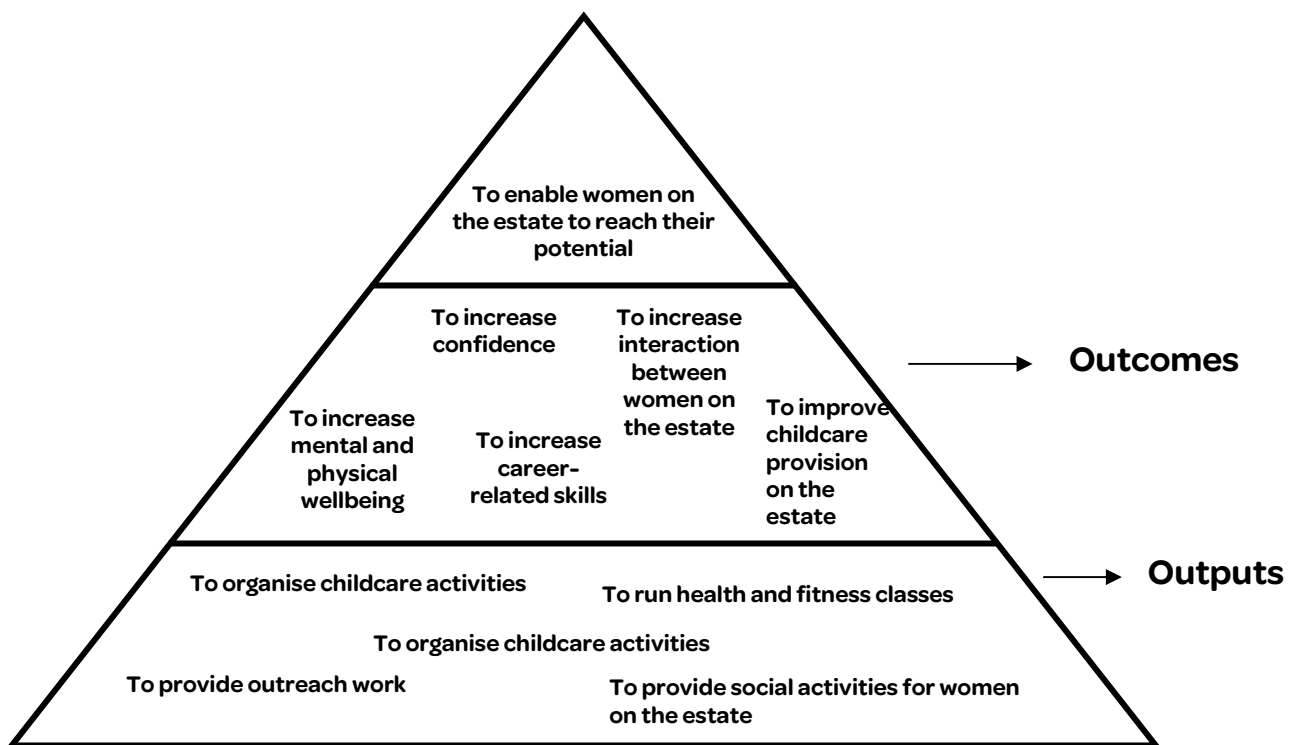 To enable women on
the estate to reach their
potential
To increase
confidence
To increase
interaction
between
women on
the estate
To increase
mental and
physical
wellbeing
To increase
career-
related skills
To improve
childcare
provision
on the
estate
Outcomes
To organise childcare activities
To run health and fitness classes
To organise childcare activities
To provide outreach work
To provide social activities for women
on the estate
Outputs